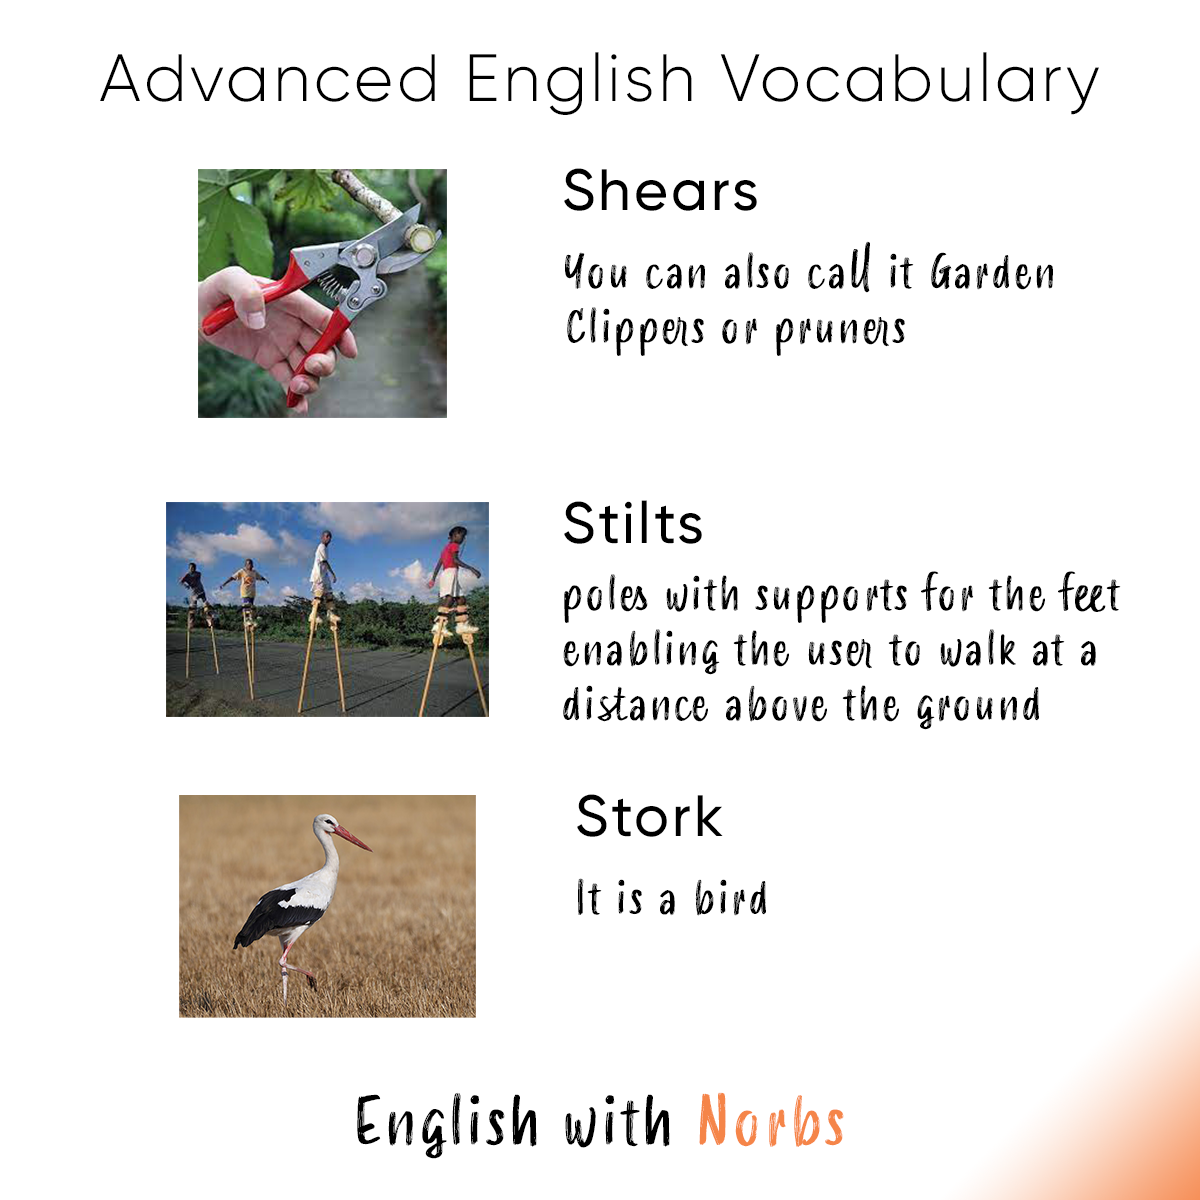 Advanced English Vocabulary
Shears
You can also call it Garden
Clippers or pruners
Stilts
poles with supports for the feet
enabling the user to walk at a
distance above the ground
Stork
It is a bird
English with Norbs